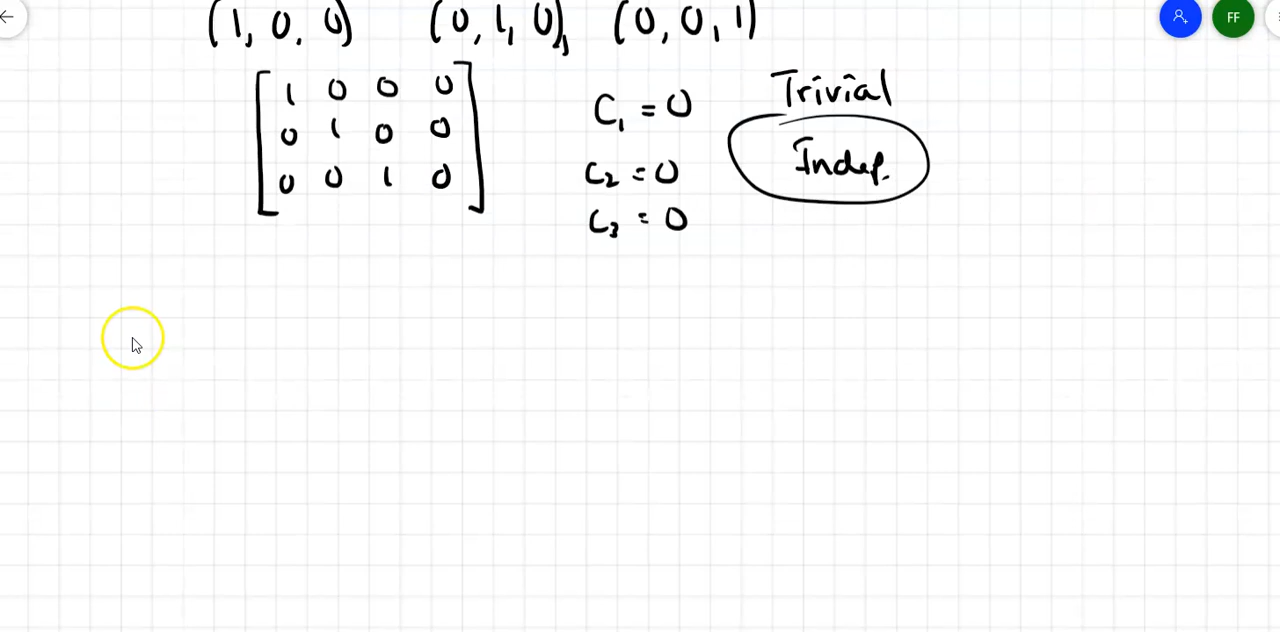 (1, 0, 0) (0, 1, 0), (0, 0, 1)
FF
1 0 0 0
0 1 0 0
0 0 1 0
C₁ = 0
C₂ = 0
C₃ = 0
Trivial
Indep.